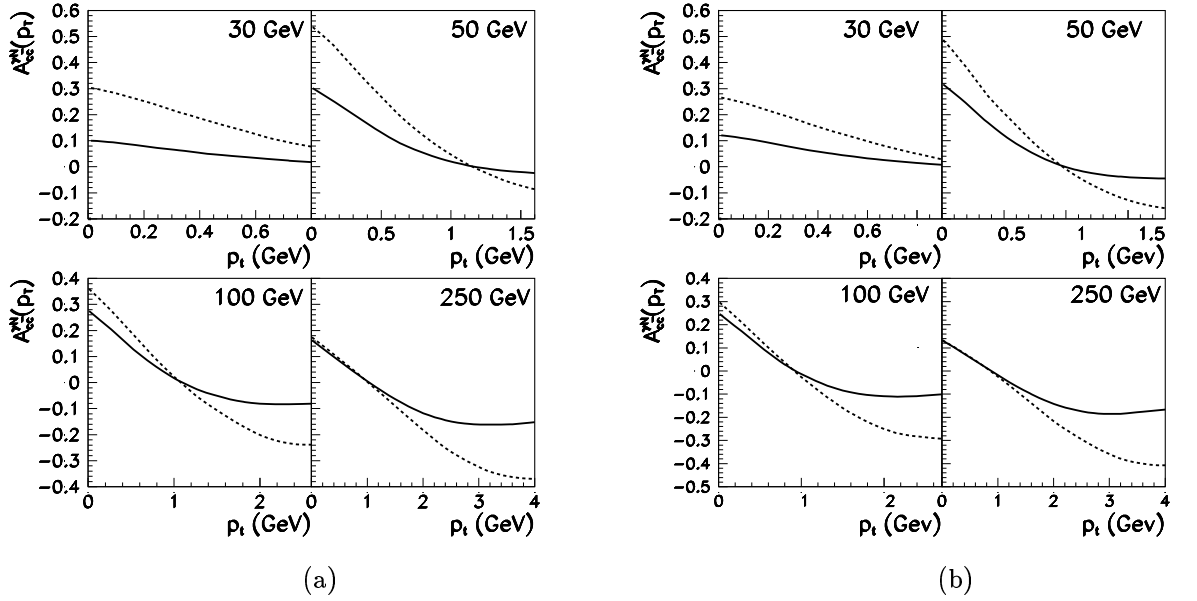 0.6 0.5 0.4 0.3 0.2 0.1 0 −0.1 −0.2
30 GeV 50 GeV
0 0.2 0.4 0.6 0 0.5 1 1.5
p_t (GeV) p_t (GeV)
0.4 0.3 0.2 0.1 0 −0.1 −0.2 −0.3 −0.4
100 GeV 250 GeV
0 1 2 0 1 2 3 4
p_t (GeV) p_t (GeV)
(a)
0.6 0.5 0.4 0.3 0.2 0.1 0 −0.1 −0.2
30 GeV 50 GeV
0 0.2 0.4 0.6 0 0.5 1 1.5
p_t (Gev) p_t (Gev)
0.4 0.3 0.2 0.1 0 −0.1 −0.2 −0.3 −0.4 −0.5
100 GeV 250 GeV
0 1 2 0 1 2 3 4
p_t (Gev) p_t (GeV)
(b)